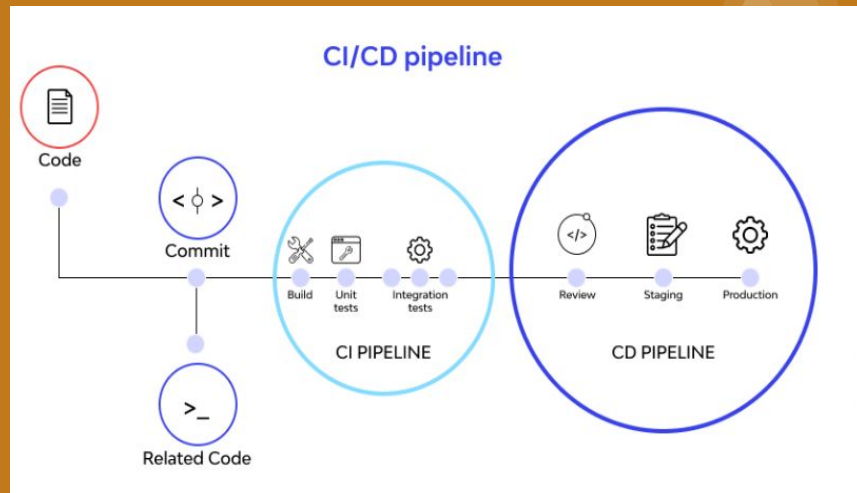 CI/CD pipeline
Code
< >
Commit
Build
Unit
tests
Integration
tests
CI PIPELINE
</>
Review
Staging
Production
CD PIPELINE
>_
Related Code